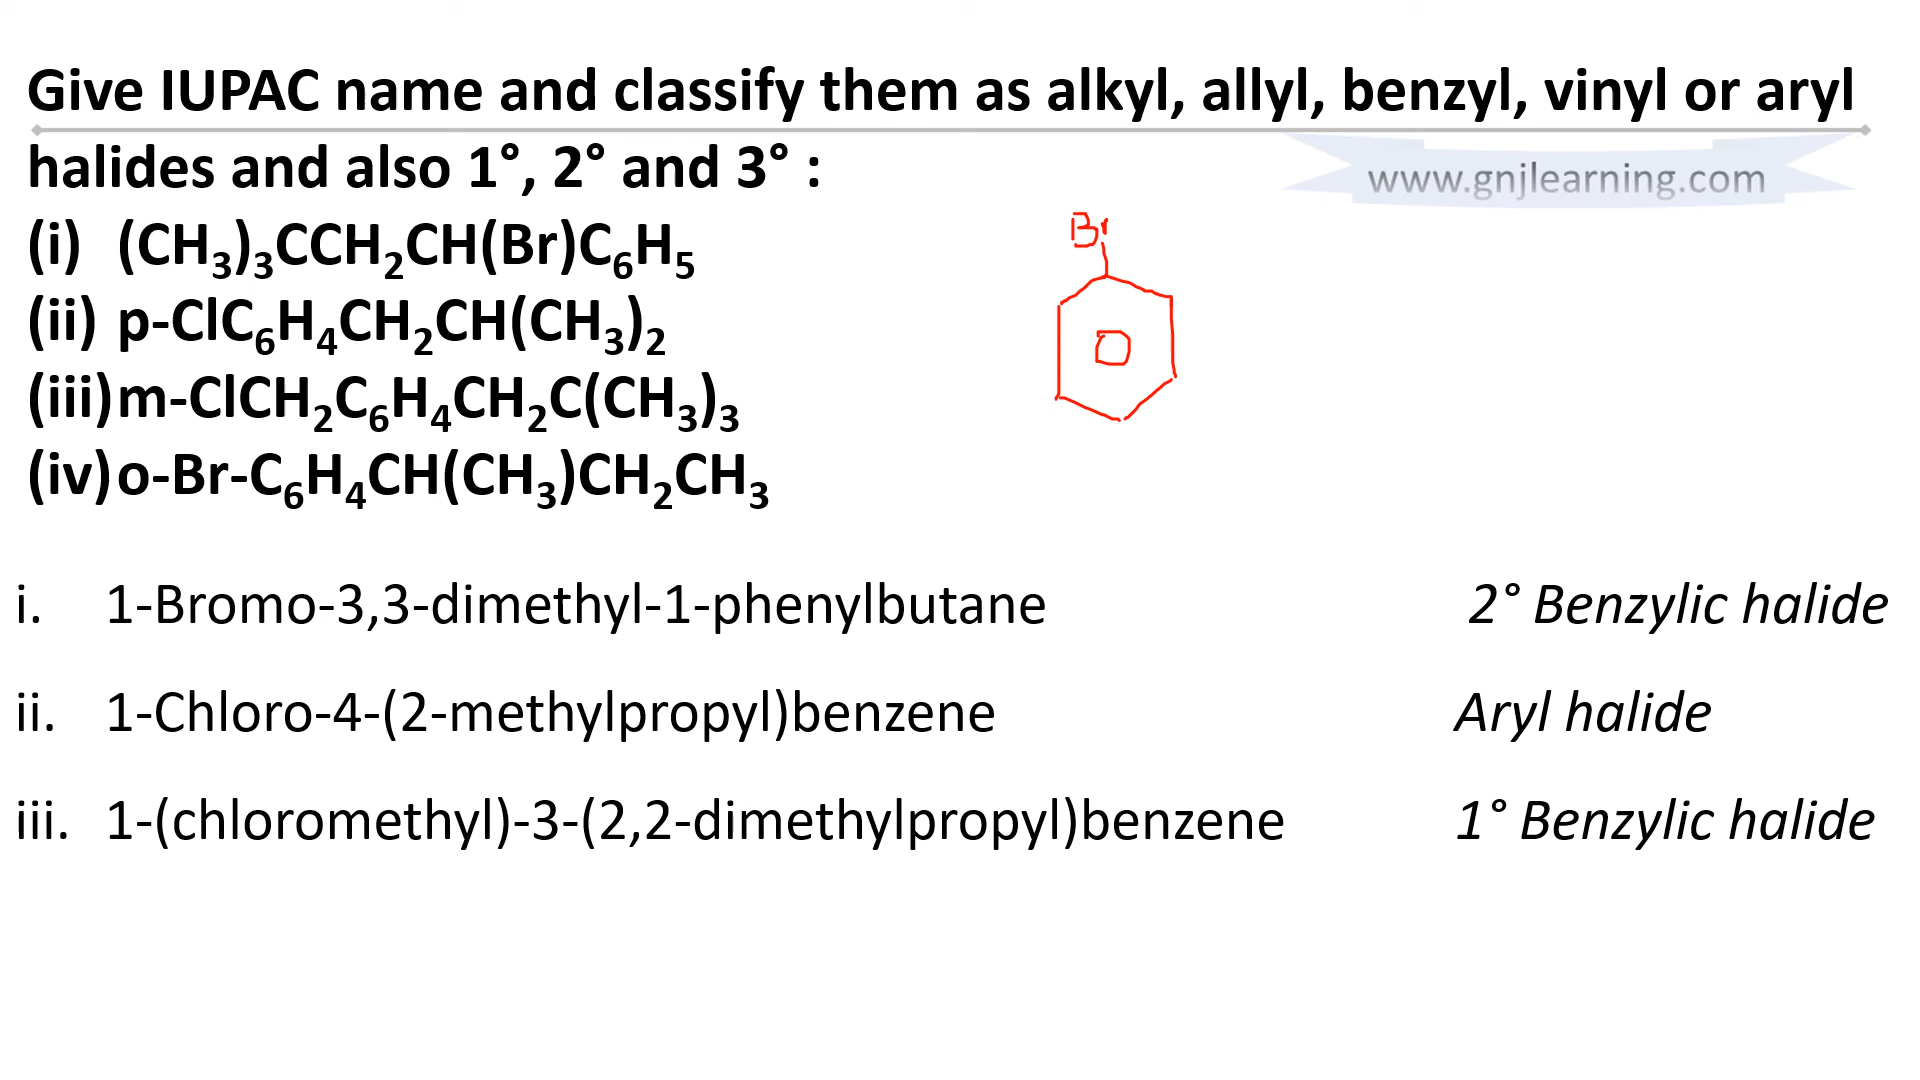 Give IUPAC name and classify them as alkyl, allyl, benzyl, vinyl or aryl
halides and also 1°, 2° and 3° :
www.gnjlearning.com
(i) (CH₃)₃CCH₂CH(Br)C₆H₅
Br
(ii) p-ClC₆H₄CH₂CH(CH₃)₂
(iii) m-ClCH₂C₆H₄CH₂C(CH₃)₃
(iv) o-Br-C₆H₄CH(CH₃)CH₂CH₃
i. 1-Bromo-3,3-dimethyl-1-phenylbutane 2° Benzylic halide
ii. 1-Chloro-4-(2-methylpropyl)benzene Aryl halide
iii. 1-(chloromethyl)-3-(2,2-dimethylpropyl)benzene 1° Benzylic halide